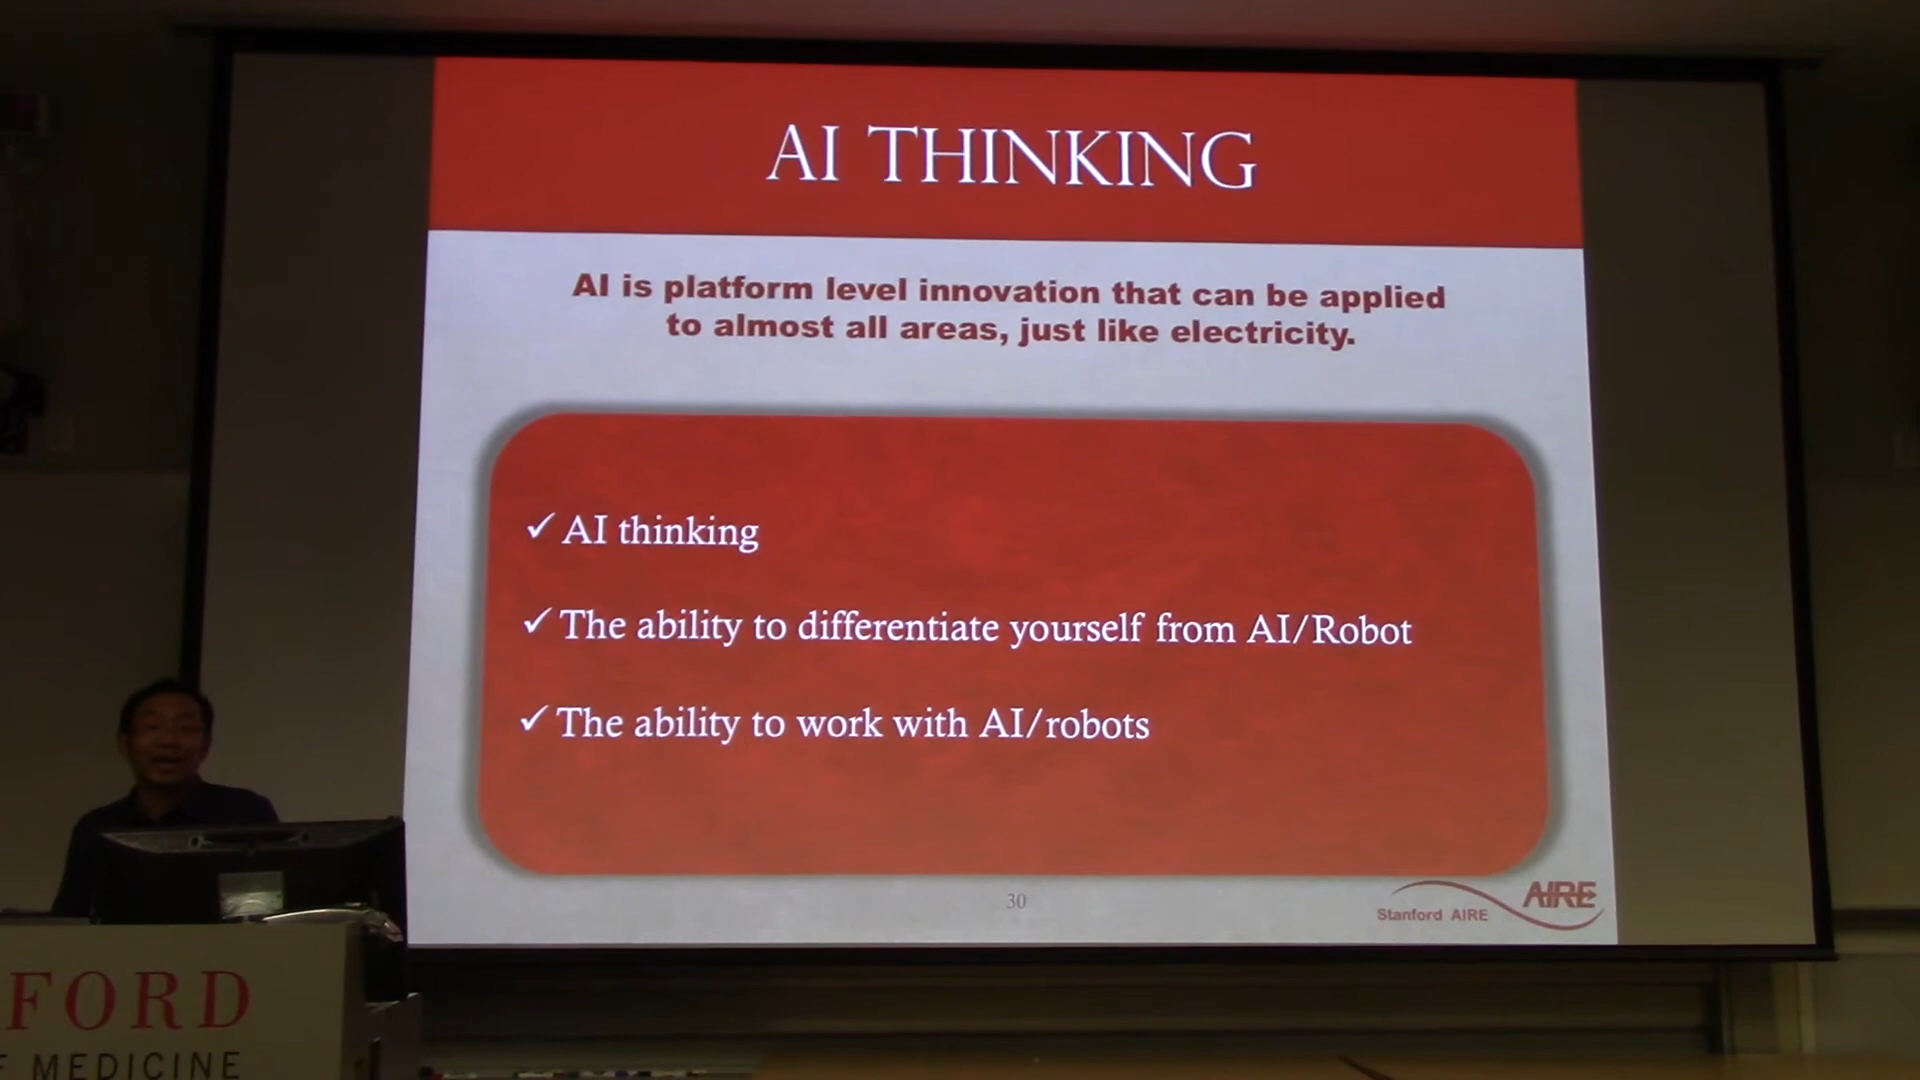 AI THINKING
AI is platform level innovation that can be applied
to almost all areas, just like electricity.
✓ AI thinking
✓ The ability to differentiate yourself from AI/Robot
✓ The ability to work with AI/robots
30
Stanford AIRE
AIRE
FORD
F MEDICINE